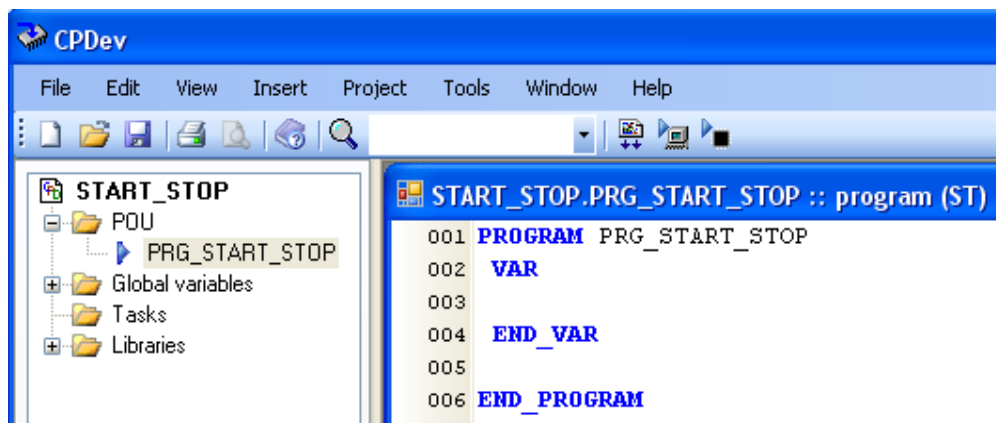 CPDev
File Edit View Insert Project Tools Window Help
START_STOP
POU
PRG_START_STOP
Global variables
Tasks
Libraries
START_STOP.PRG_START_STOP :: program (ST)
001 PROGRAM PRG_START_STOP
002 VAR
003
004 END_VAR
005
006 END_PROGRAM